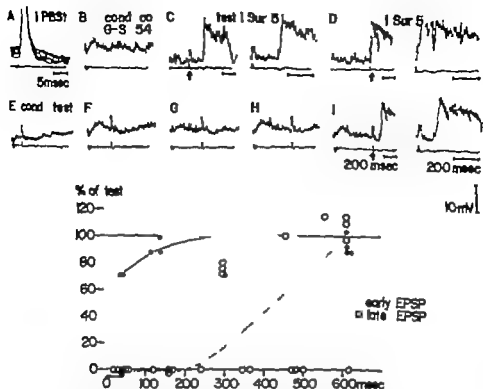 A I PBSt B cond C test I Sur 5 D I Sur 5
G-S 54
5msec
E cond test F G H I
200 msec 200 msec
10mV
% of test
120
100
80
60
40
20
0
0 100 200 300 400 500 600msec
early EPSP
late EPSP